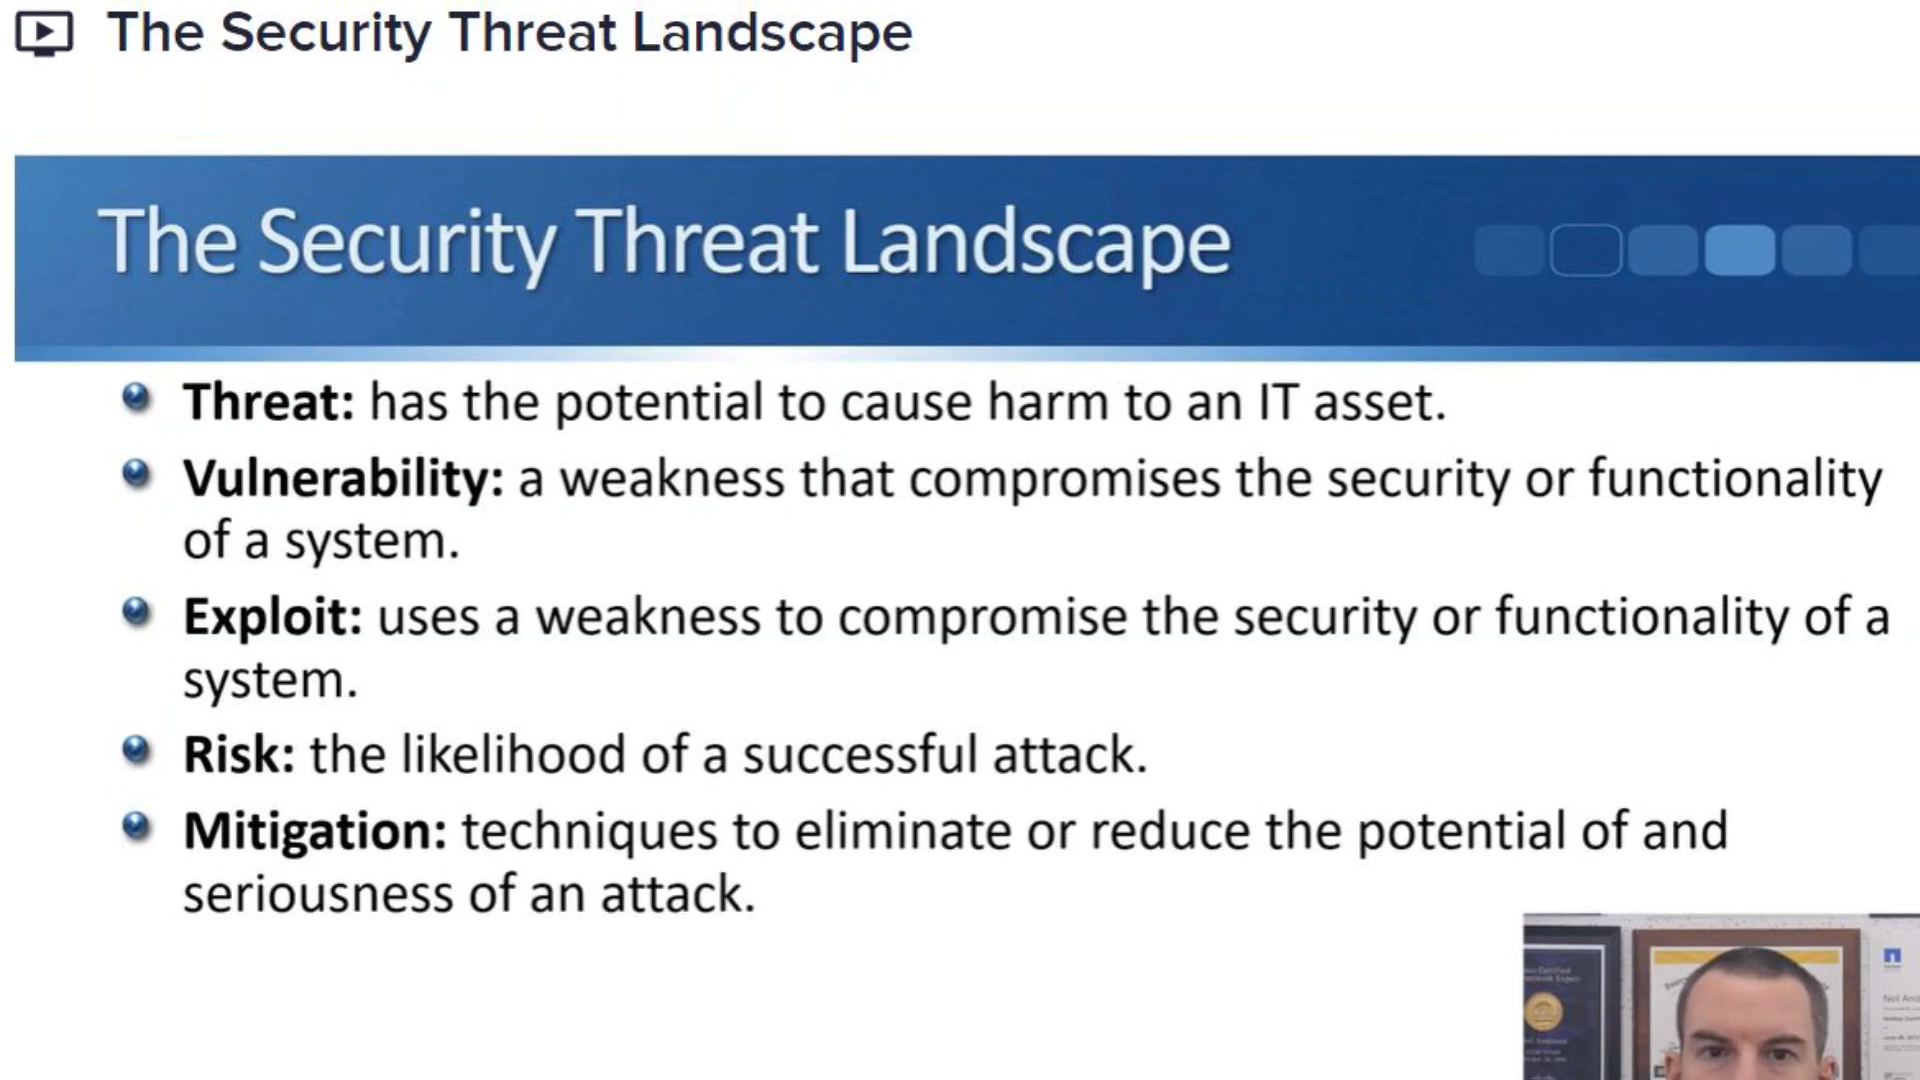 The Security Threat Landscape
The Security Threat Landscape
Threat: has the potential to cause harm to an IT asset.
Vulnerability: a weakness that compromises the security or functionality
of a system.
Exploit: uses a weakness to compromise the security or functionality of a
system.
Risk: the likelihood of a successful attack.
Mitigation: techniques to eliminate or reduce the potential of and
seriousness of an attack.